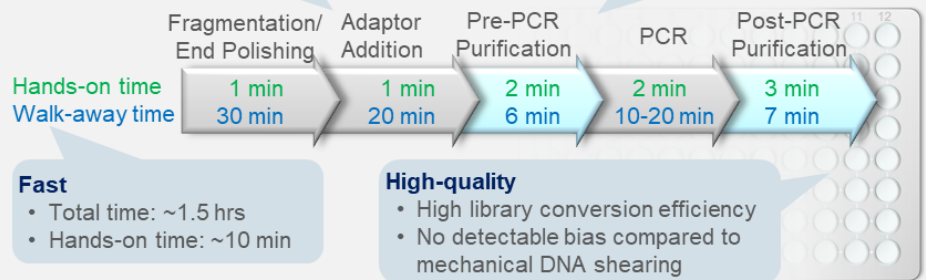 Fragmentation/
End Polishing
Adaptor
Addition
Pre-PCR
Purification
PCR
Post-PCR
Purification
11 12
Hands-on time 1 min 1 min 2 min 2 min 3 min
Walk-away time 30 min 20 min 6 min 10-20 min 7 min
Fast
• Total time: ~1.5 hrs
• Hands-on time: ~10 min
High-quality
• High library conversion efficiency
• No detectable bias compared to
mechanical DNA shearing